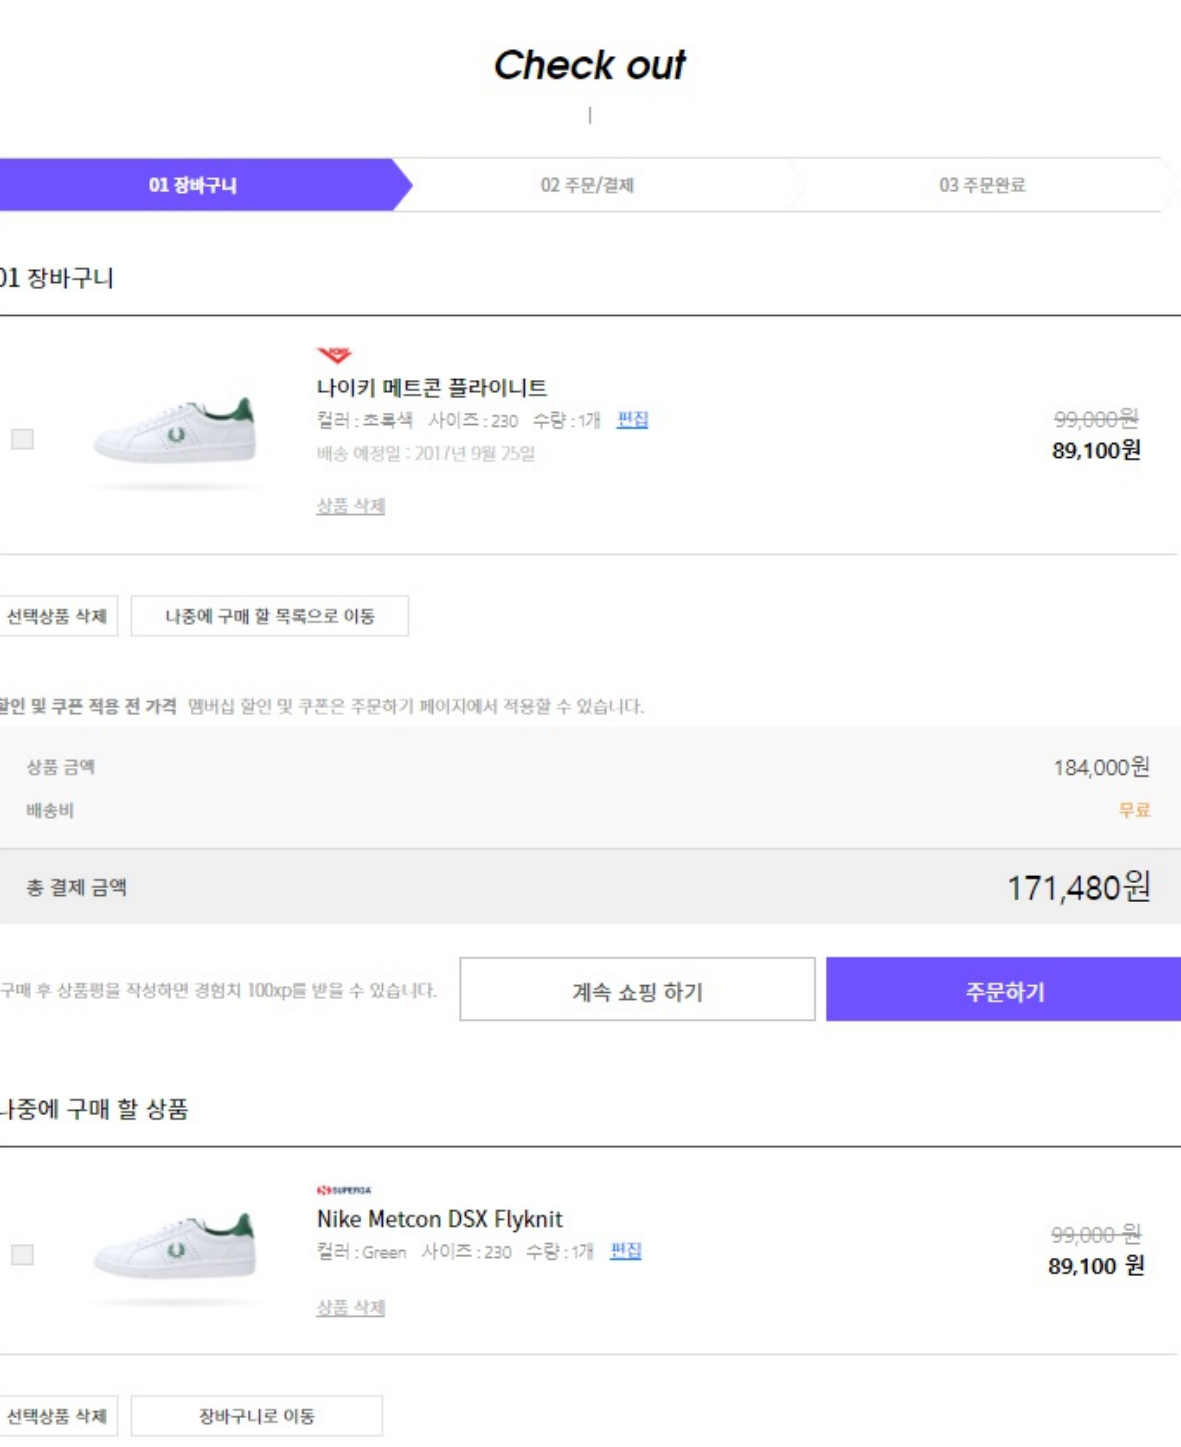 Check out
01 장바구니
02 주문/결제
03 주문완료
01 장바구니
PONY
나이키 메트콘 플라이니트
컬러 : 초록색 사이즈 : 230 수량 : 1개 편집
99,000원
배송 예정일 : 2017년 9월 25일
89,100원
상품 삭제
선택상품 삭제
나중에 구매 할 목록으로 이동
할인 및 쿠폰 적용 전 가격 멤버십 할인 및 쿠폰은 주문하기 페이지에서 적용할 수 있습니다.
상품 금액
184,000원
배송비
무료
총 결제 금액
171,480원
구매 후 상품평을 작성하면 경험치 100xp를 받을 수 있습니다.
계속 쇼핑 하기
주문하기
나중에 구매 할 상품
SUPERGA
Nike Metcon DSX Flyknit
컬러 : Green 사이즈 : 230 수량 : 1개 편집
99,000 원
89,100 원
상품 삭제
선택상품 삭제
장바구니로 이동